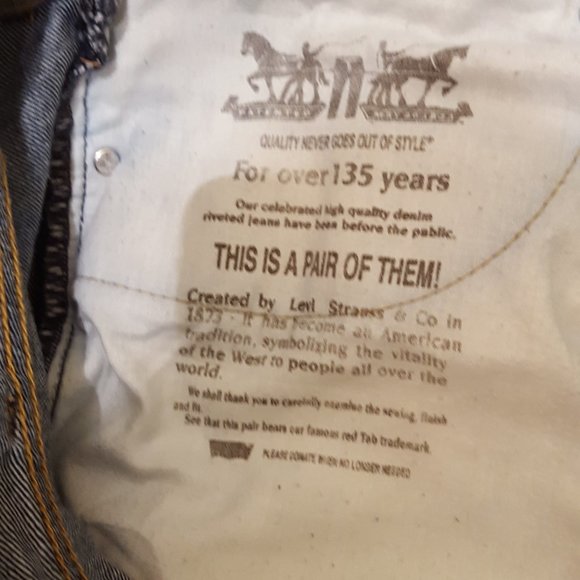 QUALITY NEVER GOES OUT OF STYLE
For over 135 years
Our celebrated high quality denim
riveted jeans have been before the public.
THIS IS A PAIR OF THEM!
Created by Levi Strauss & Co in
1873 - it has become an American
tradition, symbolizing the vitality
of the West to people all over the
world.
We shall thank you to carefully examine the sewing, finish
and fit.
See that this pair bears our famous red Tab trademark.
PLEASE DONATE WHEN NO LONGER NEEDED